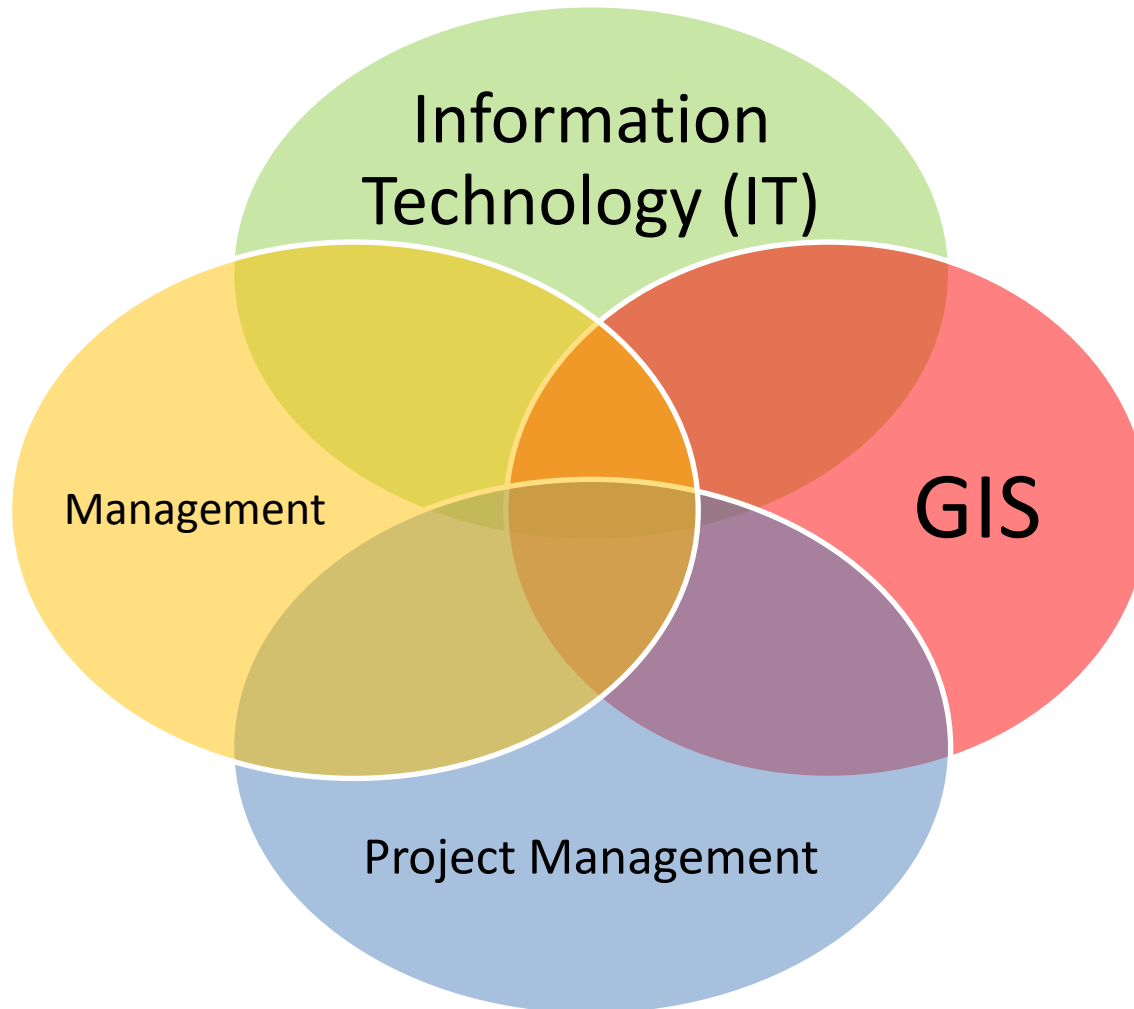 Information
Technology (IT)
Management
GIS
Project Management